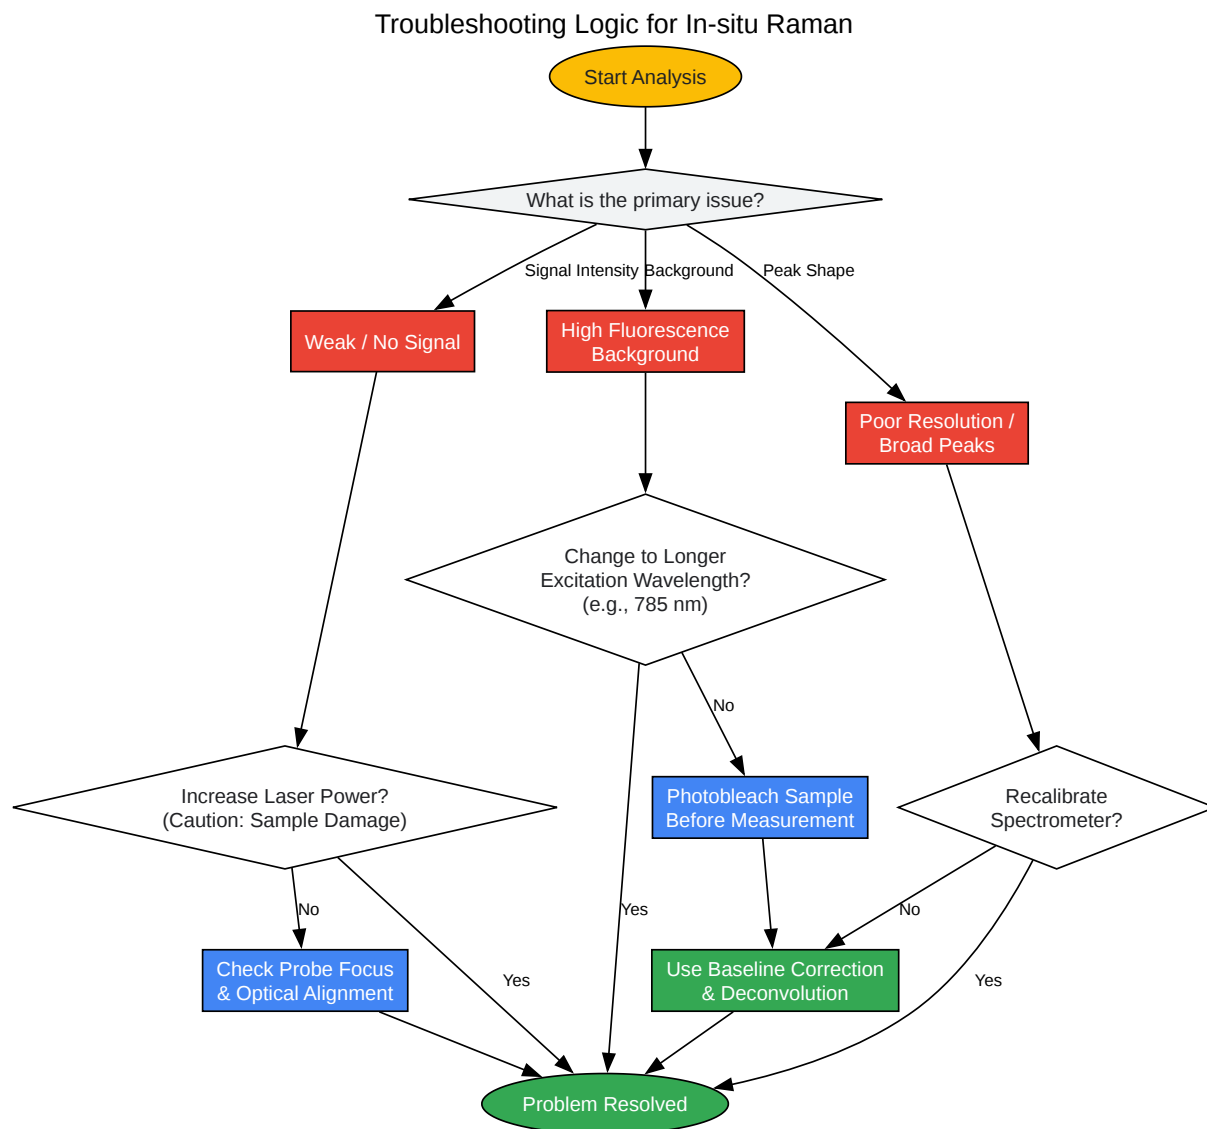 Troubleshooting Logic for In-situ Raman
Start Analysis
What is the primary issue?
Signal Intensity
Background
Peak Shape
Weak / No Signal
High Fluorescence
Background
Poor Resolution /
Broad Peaks
Change to Longer
Excitation Wavelength?
(e.g., 785 nm)
No
Increase Laser Power?
(Caution: Sample Damage)
Photobleach Sample
Before Measurement
Recalibrate
Spectrometer?
No
Yes
No
Check Probe Focus
& Optical Alignment
Yes
Use Baseline Correction
& Deconvolution
Yes
Problem Resolved